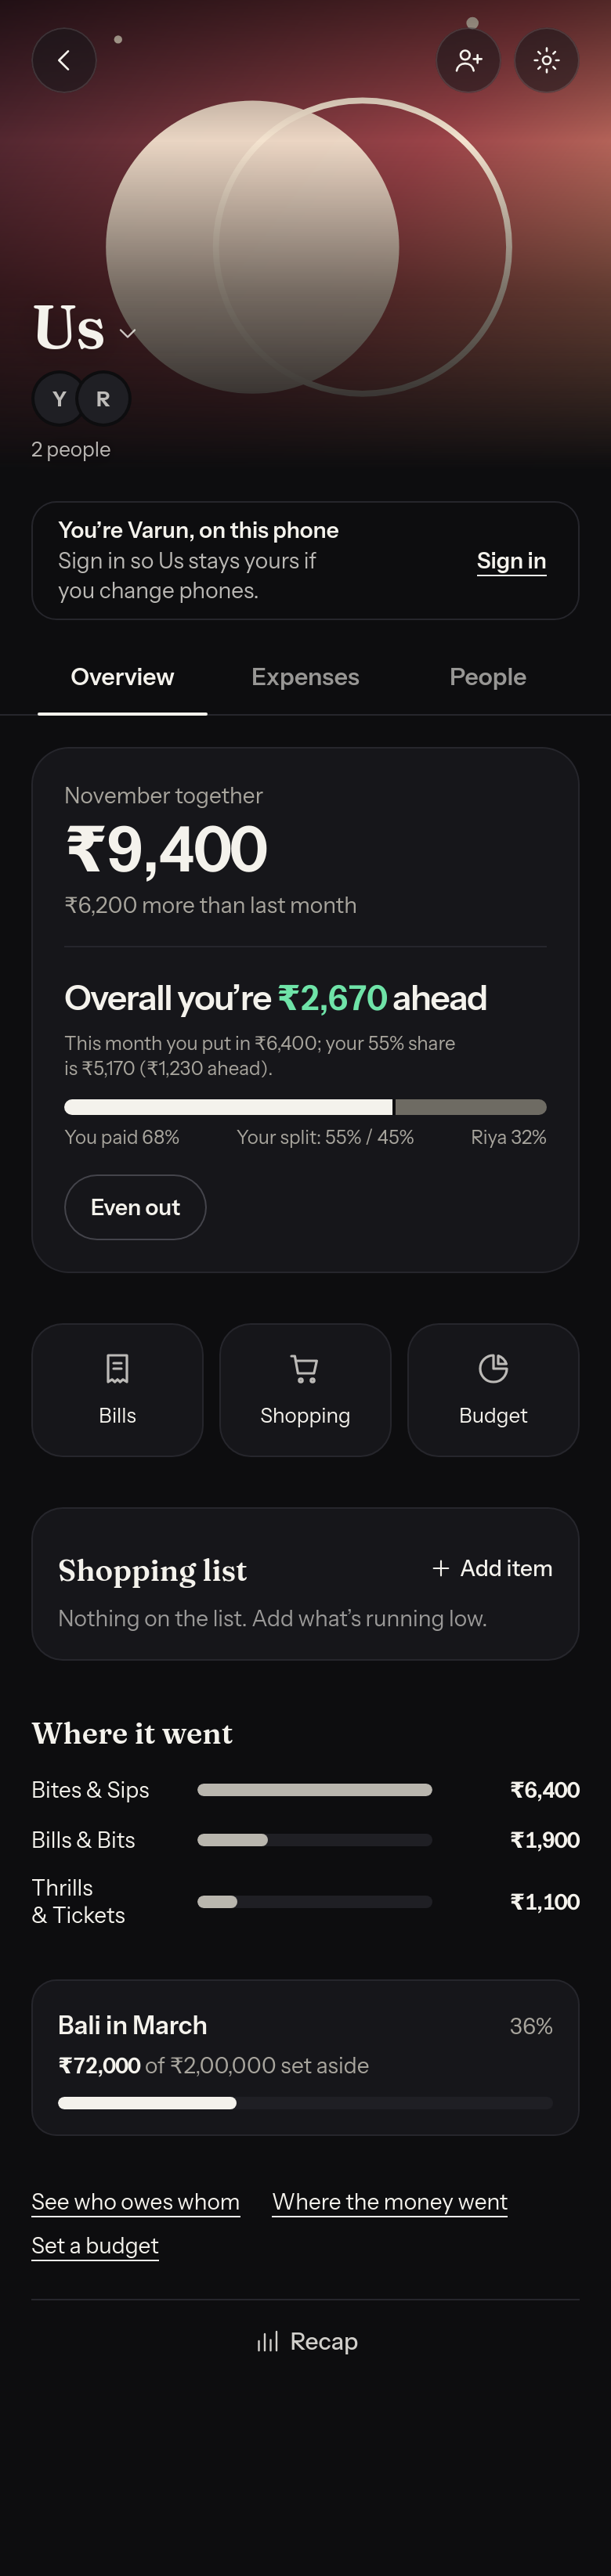 Us
Y R
2 people
You’re Varun, on this phone
Sign in so Us stays yours if
you change phones.
Sign in
Overview Expenses People
November together
₹9,400
₹6,200 more than last month
Overall you’re ₹2,670 ahead
This month you put in ₹6,400; your 55% share
is ₹5,170 (₹1,230 ahead).
You paid 68% Your split: 55% / 45% Riya 32%
Even out
Bills Shopping Budget
Shopping list + Add item
Nothing on the list. Add what’s running low.
Where it went
Bites & Sips ₹6,400
Bills & Bits ₹1,900
Thrills
& Tickets ₹1,100
Bali in March 36%
₹72,000 of ₹2,00,000 set aside
See who owes whom Where the money went
Set a budget
Recap